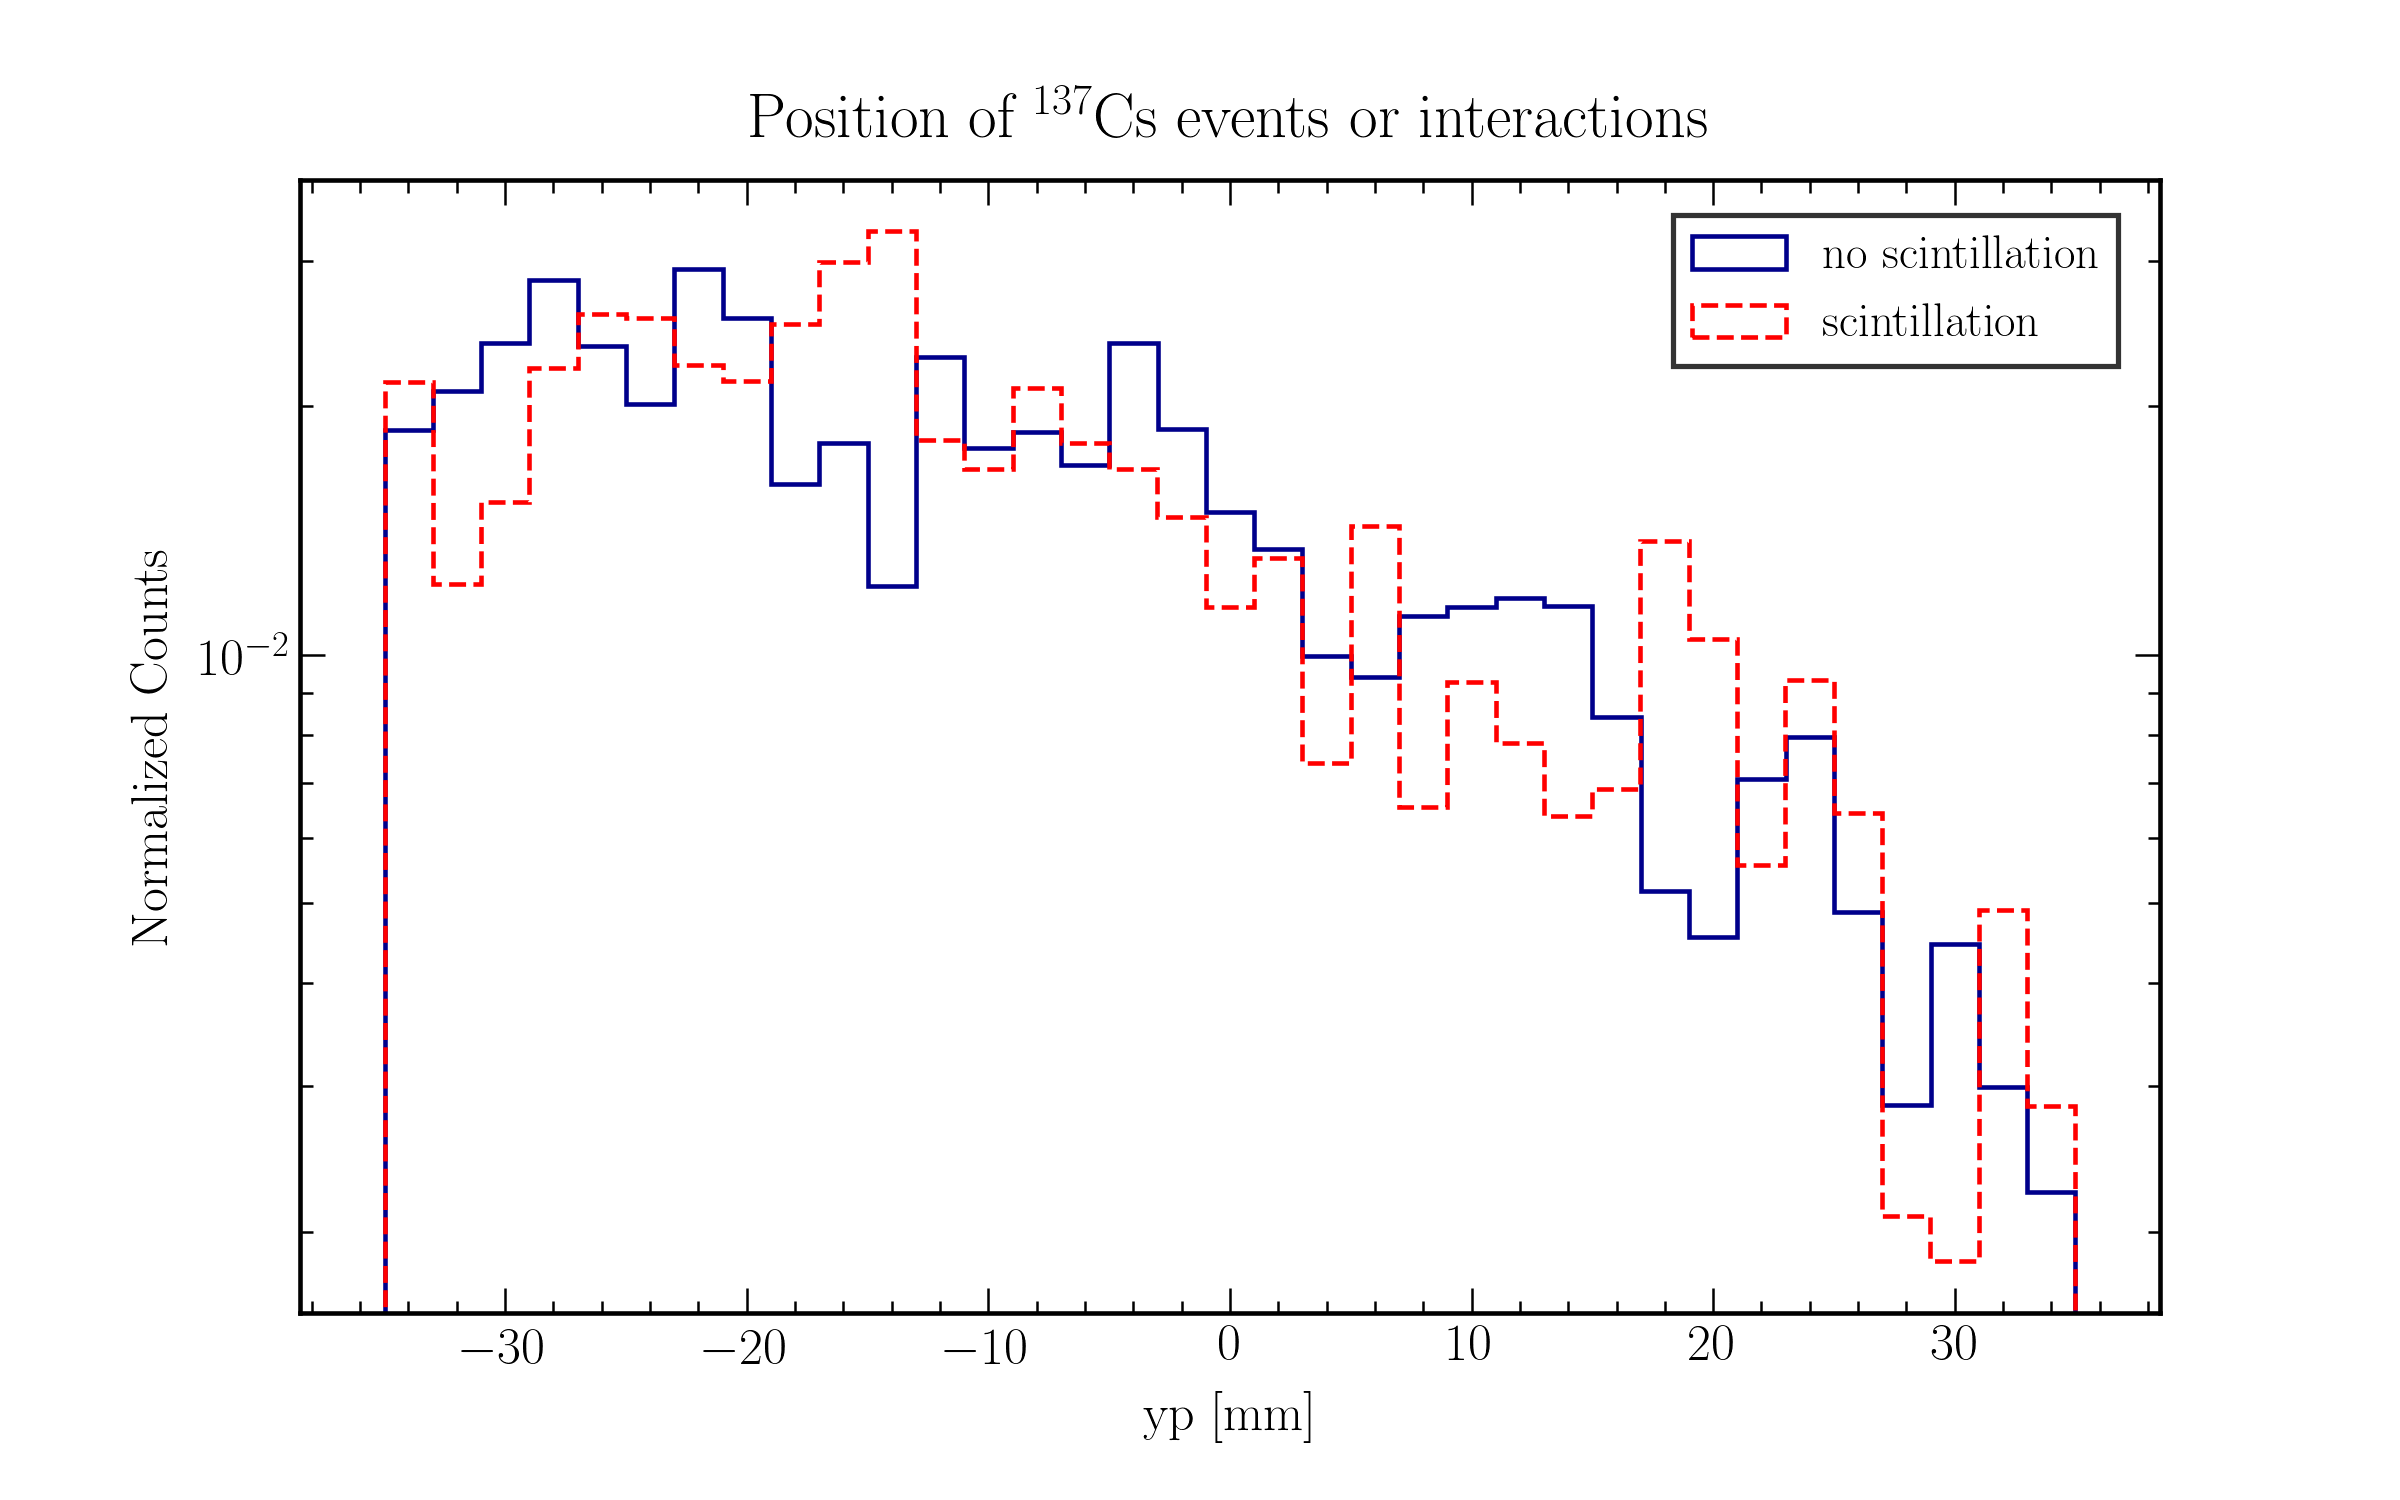 Position of ¹³⁷Cs events or interactions
no scintillation
scintillation
Normalized Counts
10⁻²
−30 −20 −10 0 10 20 30
yp [mm]